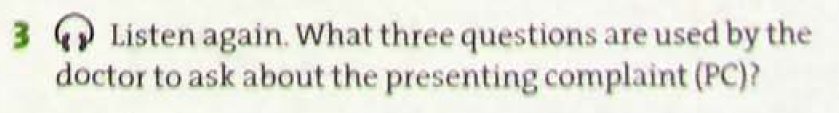 3 Listen again. What three questions are used by the
doctor to ask about the presenting complaint (PC)?